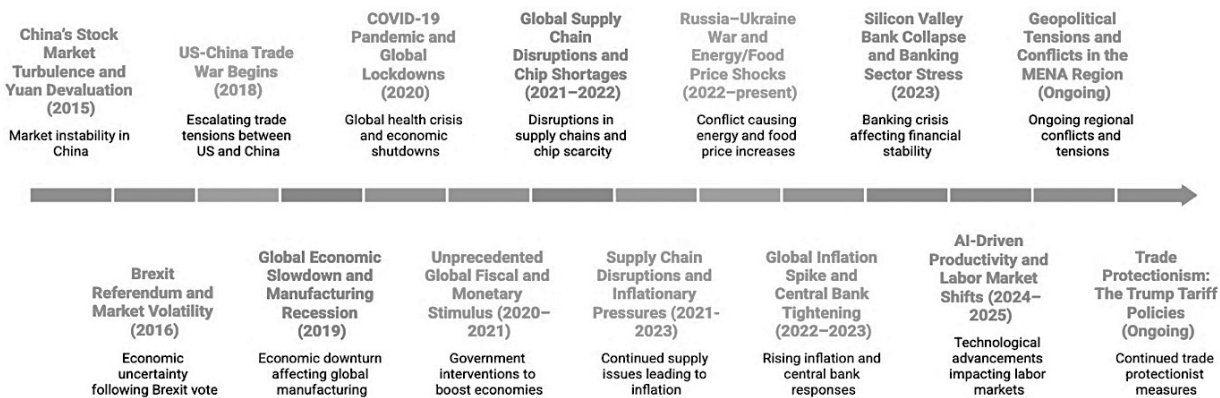 China's Stock
Market
Turbulence and
Yuan Devaluation
(2015)
Market instability in
China
US-China Trade
War Begins
(2018)
Escalating trade
tensions between
US and China
COVID-19
Pandemic and
Global
Lockdowns
(2020)
Global health crisis
and economic
shutdowns
Global Supply
Chain
Disruptions and
Chip Shortages
(2021–2022)
Disruptions in
supply chains and
chip scarcity
Russia–Ukraine
War and
Energy/Food
Price Shocks
(2022–present)
Conflict causing
energy and food
price increases
Silicon Valley
Bank Collapse
and Banking
Sector Stress
(2023)
Banking crisis
affecting financial
stability
Geopolitical
Tensions and
Conflicts in the
MENA Region
(Ongoing)
Ongoing regional
conflicts and
tensions
Brexit
Referendum and
Market Volatility
(2016)
Economic
uncertainty
following Brexit vote
Global Economic
Slowdown and
Manufacturing
Recession
(2019)
Economic downturn
affecting global
manufacturing
Unprecedented
Global Fiscal and
Monetary
Stimulus (2020–
2021)
Government
interventions to
boost economies
Supply Chain
Disruptions and
Inflationary
Pressures (2021-
2023)
Continued supply
issues leading to
inflation
Global Inflation
Spike and
Central Bank
Tightening
(2022–2023)
Rising inflation and
central bank
responses
AI-Driven
Productivity and
Labor Market
Shifts (2024–
2025)
Technological
advancements
impacting labor
markets
Trade
Protectionism:
The Trump Tariff
Policies
(Ongoing)
Continued trade
protectionist
measures